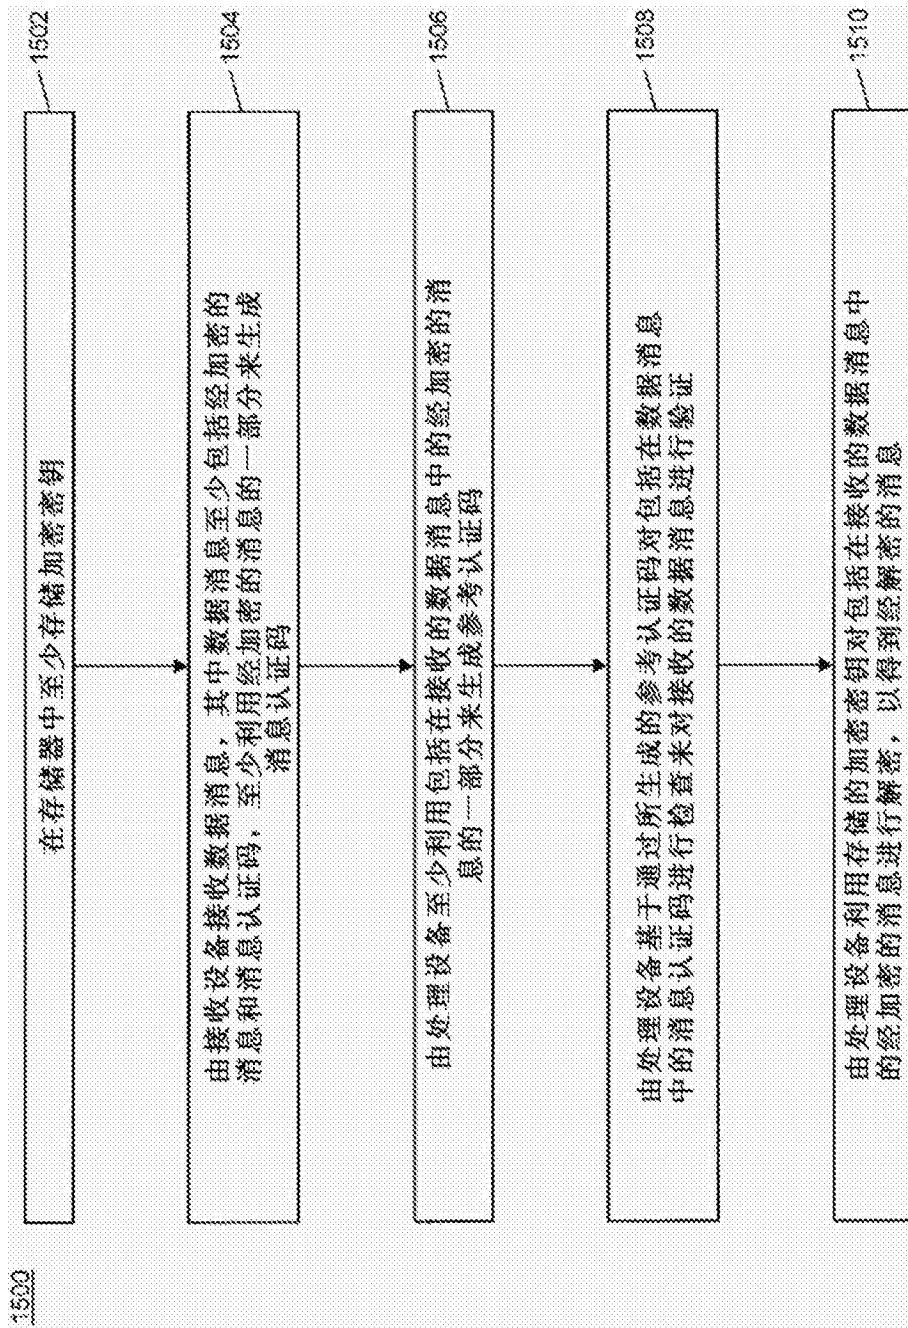 1500
在存储器中至少存储加密密钥
1502
由接收设备接收数据消息，其中数据消息至少包括经加密的
消息和消息认证码，至少利用经加密的消息的一部分来生成
消息认证码
1504
由处理设备至少利用包括在接收的数据消息中的经加密的消
息的一部分来生成参考认证码
1506
由处理设备基于通过所生成的参考认证码对包括在数据消息
中的消息认证码进行检查来对接收的数据消息进行验证
1508
由处理设备利用存储的加密密钥对包括在接收的数据消息中
的经加密的消息进行解密，以得到经解密的消息
1510